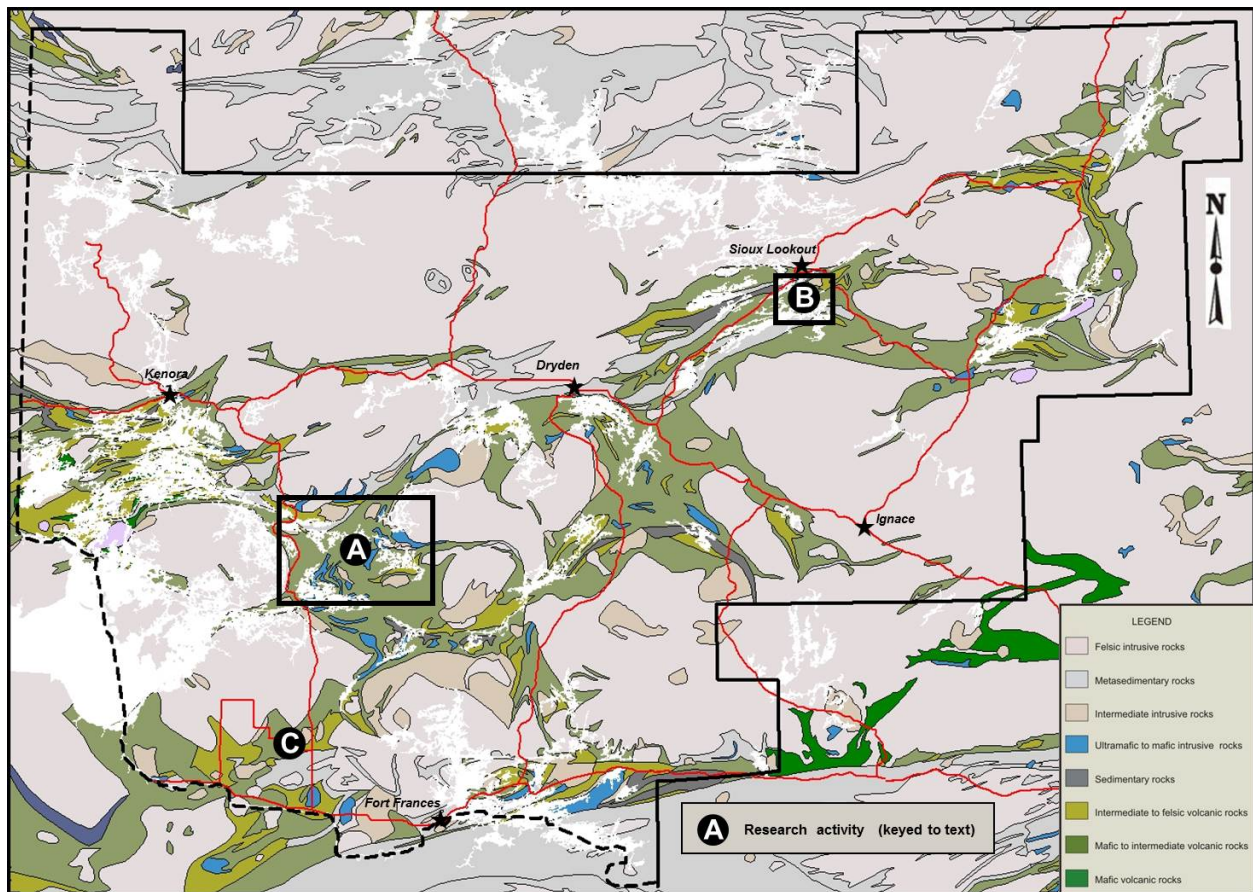 N
Sioux Lookout
B
Dryden
Kenora
A
Ignace
C
Fort Frances
A Research activity (keyed to text)
LEGEND
Felsic intrusive rocks
Metasedimentary rocks
Intermediate intrusive rocks
Ultramafic to mafic intrusive rocks
Sedimentary rocks
Intermediate to felsic volcanic rocks
Mafic to intermediate volcanic rocks
Mafic volcanic rocks